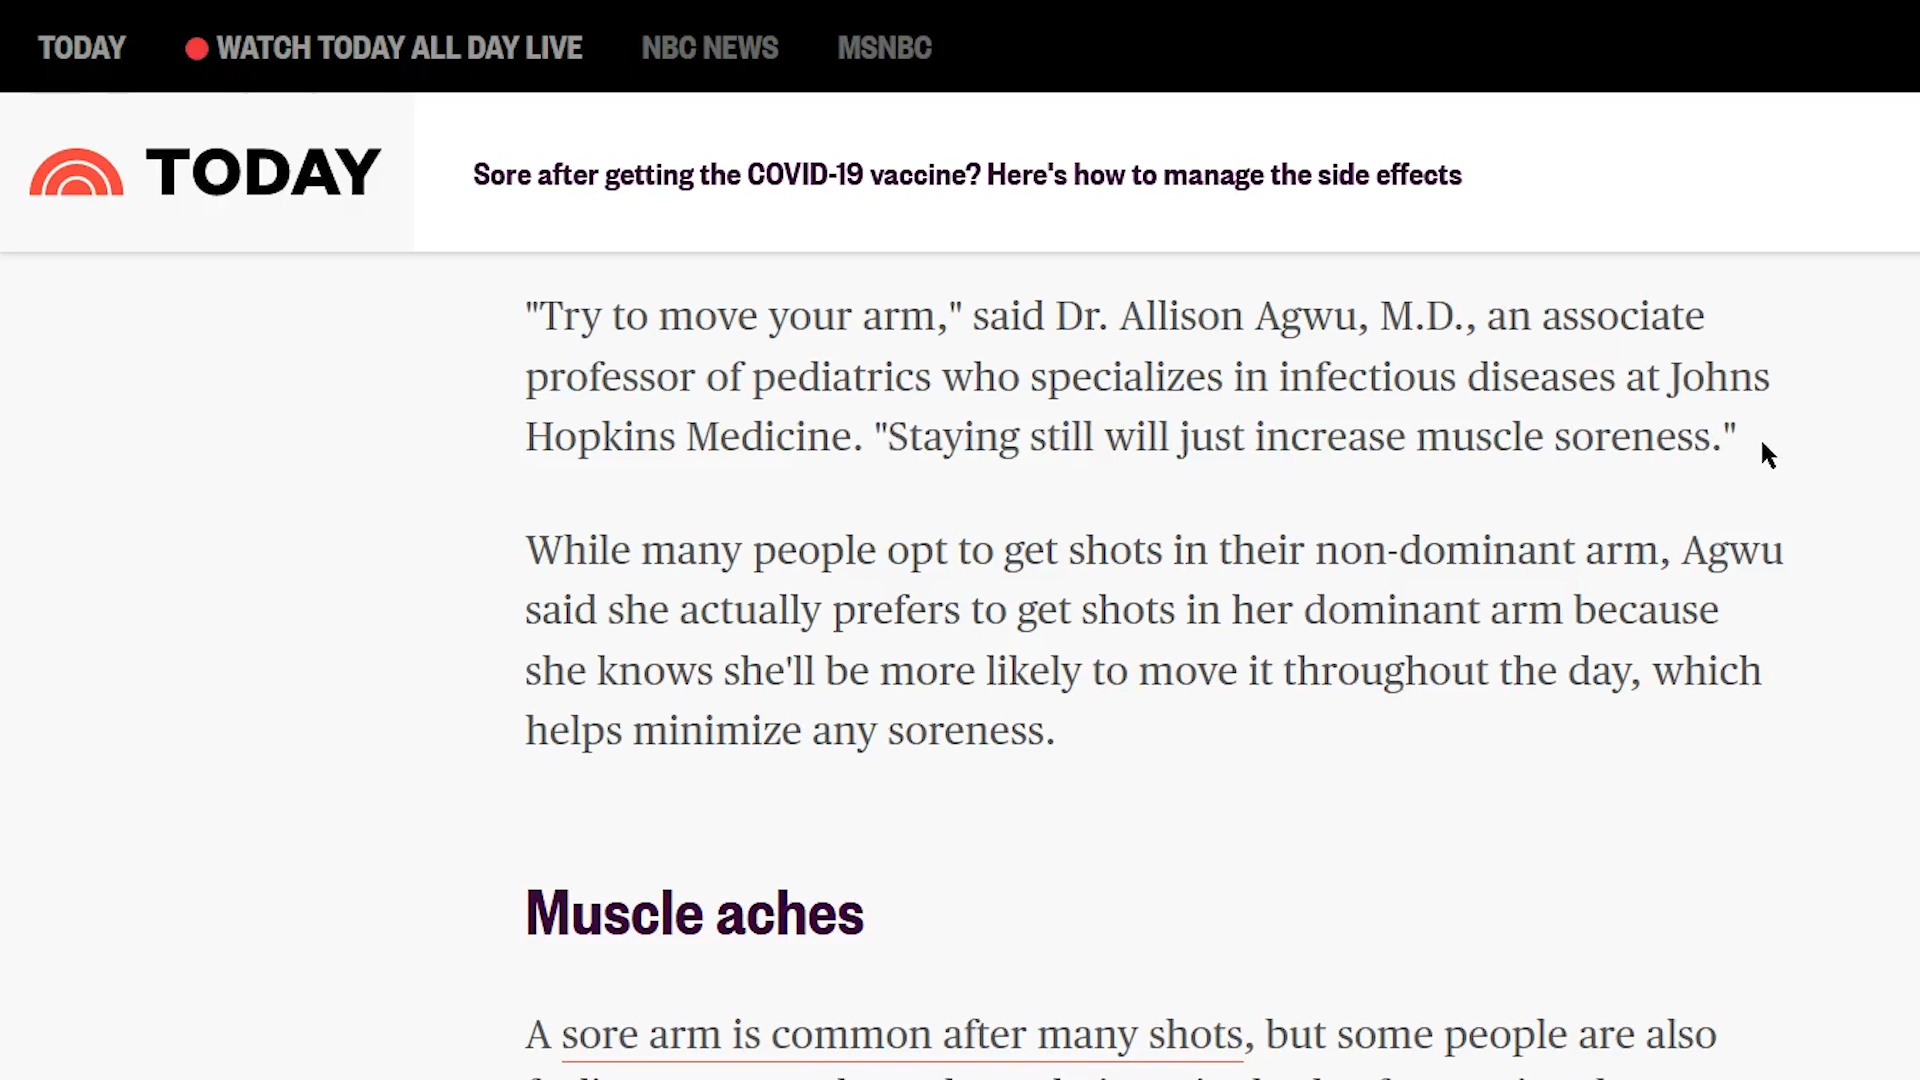 TODAY
WATCH TODAY ALL DAY LIVE
NBC NEWS
MSNBC
TODAY
Sore after getting the COVID-19 vaccine? Here's how to manage the side effects
"Try to move your arm," said Dr. Allison Agwu, M.D., an associate
professor of pediatrics who specializes in infectious diseases at Johns
Hopkins Medicine. "Staying still will just increase muscle soreness."
While many people opt to get shots in their non-dominant arm, Agwu
said she actually prefers to get shots in her dominant arm because
she knows she'll be more likely to move it throughout the day, which
helps minimize any soreness.
Muscle aches
A sore arm is common after many shots, but some people are also